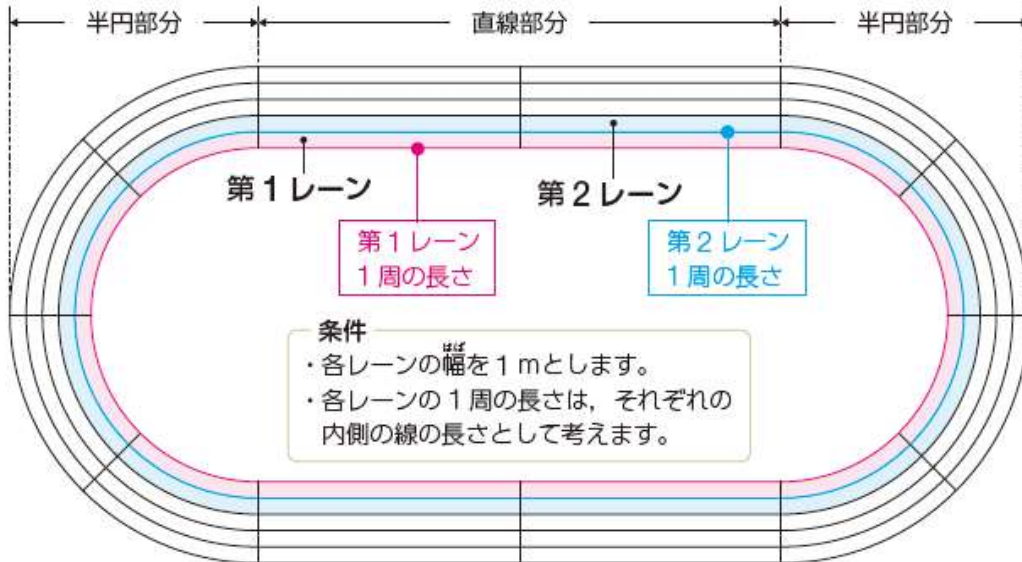 半円部分
直線部分
半円部分
第1レーン
第2レーン
第1レーン
1周の長さ
第2レーン
1周の長さ
条件
・各レーンの幅を1mとします。
はば
・各レーンの1周の長さは，それぞれの
内側の線の長さとして考えます。